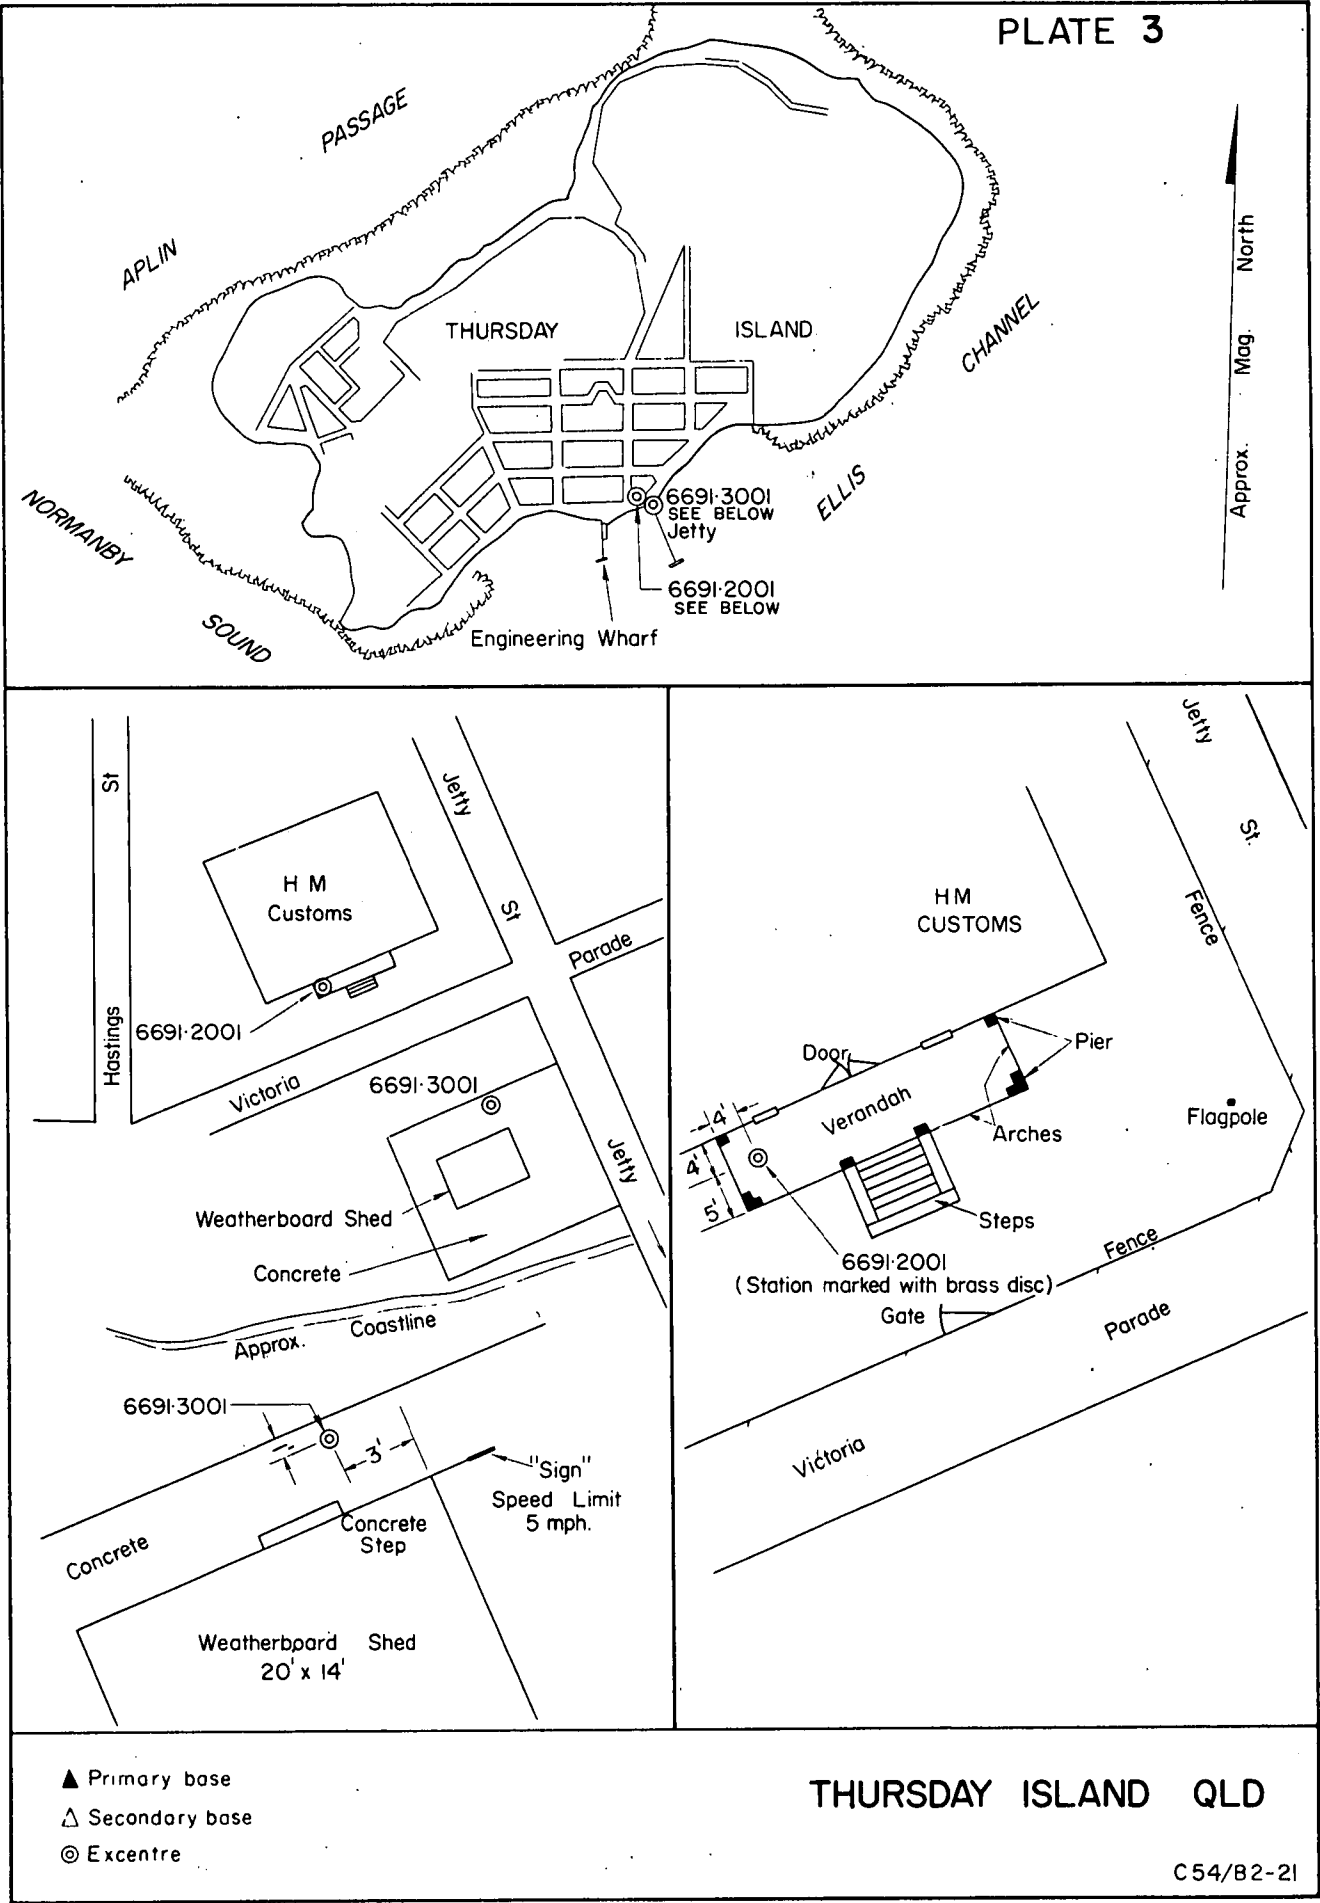 PLATE 3
PASSAGE
APLIN
North
Mag.
Approx.
THURSDAY
ISLAND
CHANNEL
ELLIS
NORMANBY
SOUND
6691·3001
SEE BELOW
Jetty
6691·2001
SEE BELOW
Engineering Wharf
St
Hastings
Jetty
St
H M
Customs
Parade
6691·2001
Victoria
6691·3001
Jetty
Weatherboard Shed
Concrete
Approx. Coastline
6691·3001
1'
3'
"Sign"
Speed Limit
5 mph.
Concrete
Concrete
Step
Weatherboard Shed
20' x 14'
Jetty
St.
HM
CUSTOMS
Fence
Door
Pier
Verandah
4'
Arches
Flagpole
4'
5'
Steps
6691·2001
(Station marked with brass disc)
Fence
Gate
Parade
Victoria
Primary base
Secondary base
Excentre
THURSDAY ISLAND QLD
C54/B2-21